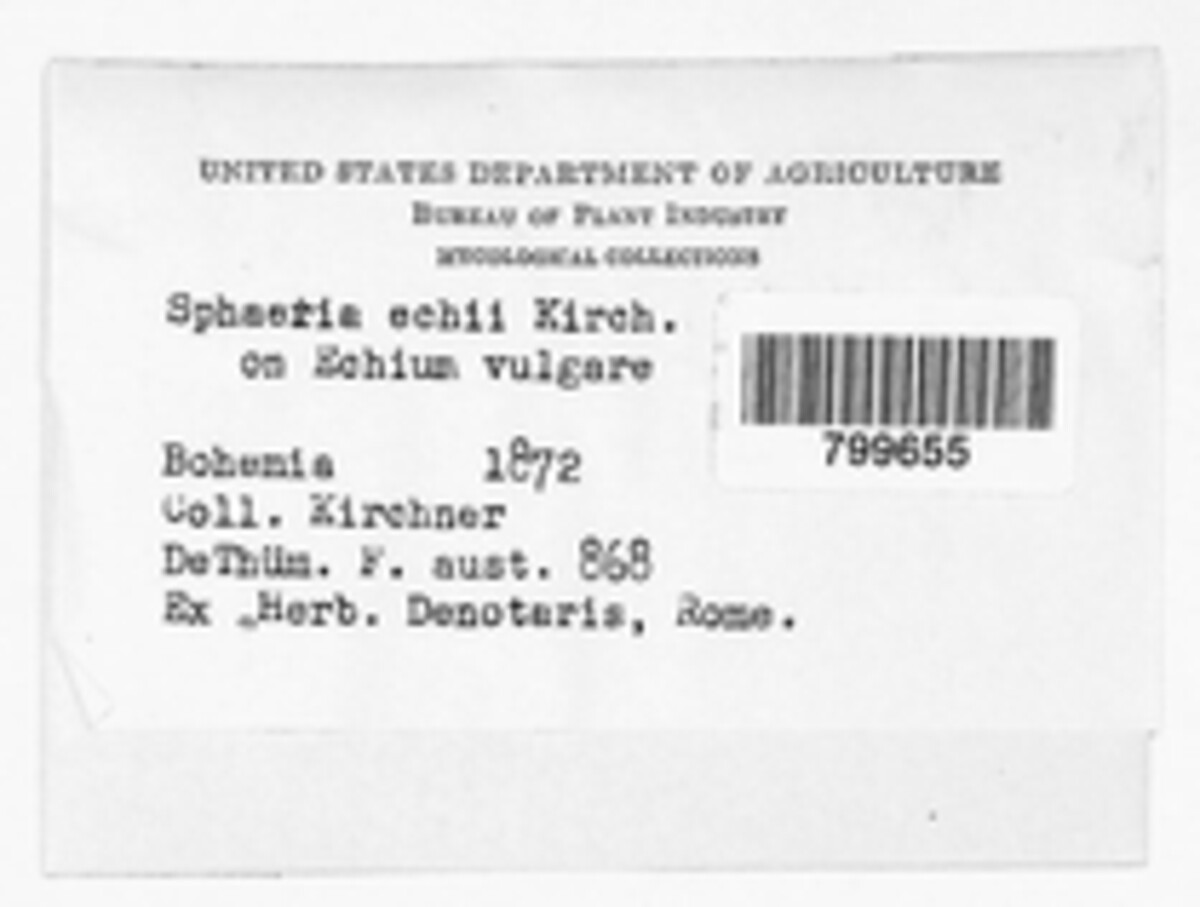 UNITED STATES DEPARTMENT OF AGRICULTURE
BUREAU OF PLANT INDUSTRY
MYCOLOGICAL COLLECTIONS
Sphaeria echii Kirch.
on Echium vulgare
799655
Bohemia 1872
Coll. Kirchner
DeThüm. F. aust. 868
Ex Herb. Denotaris, Rome.